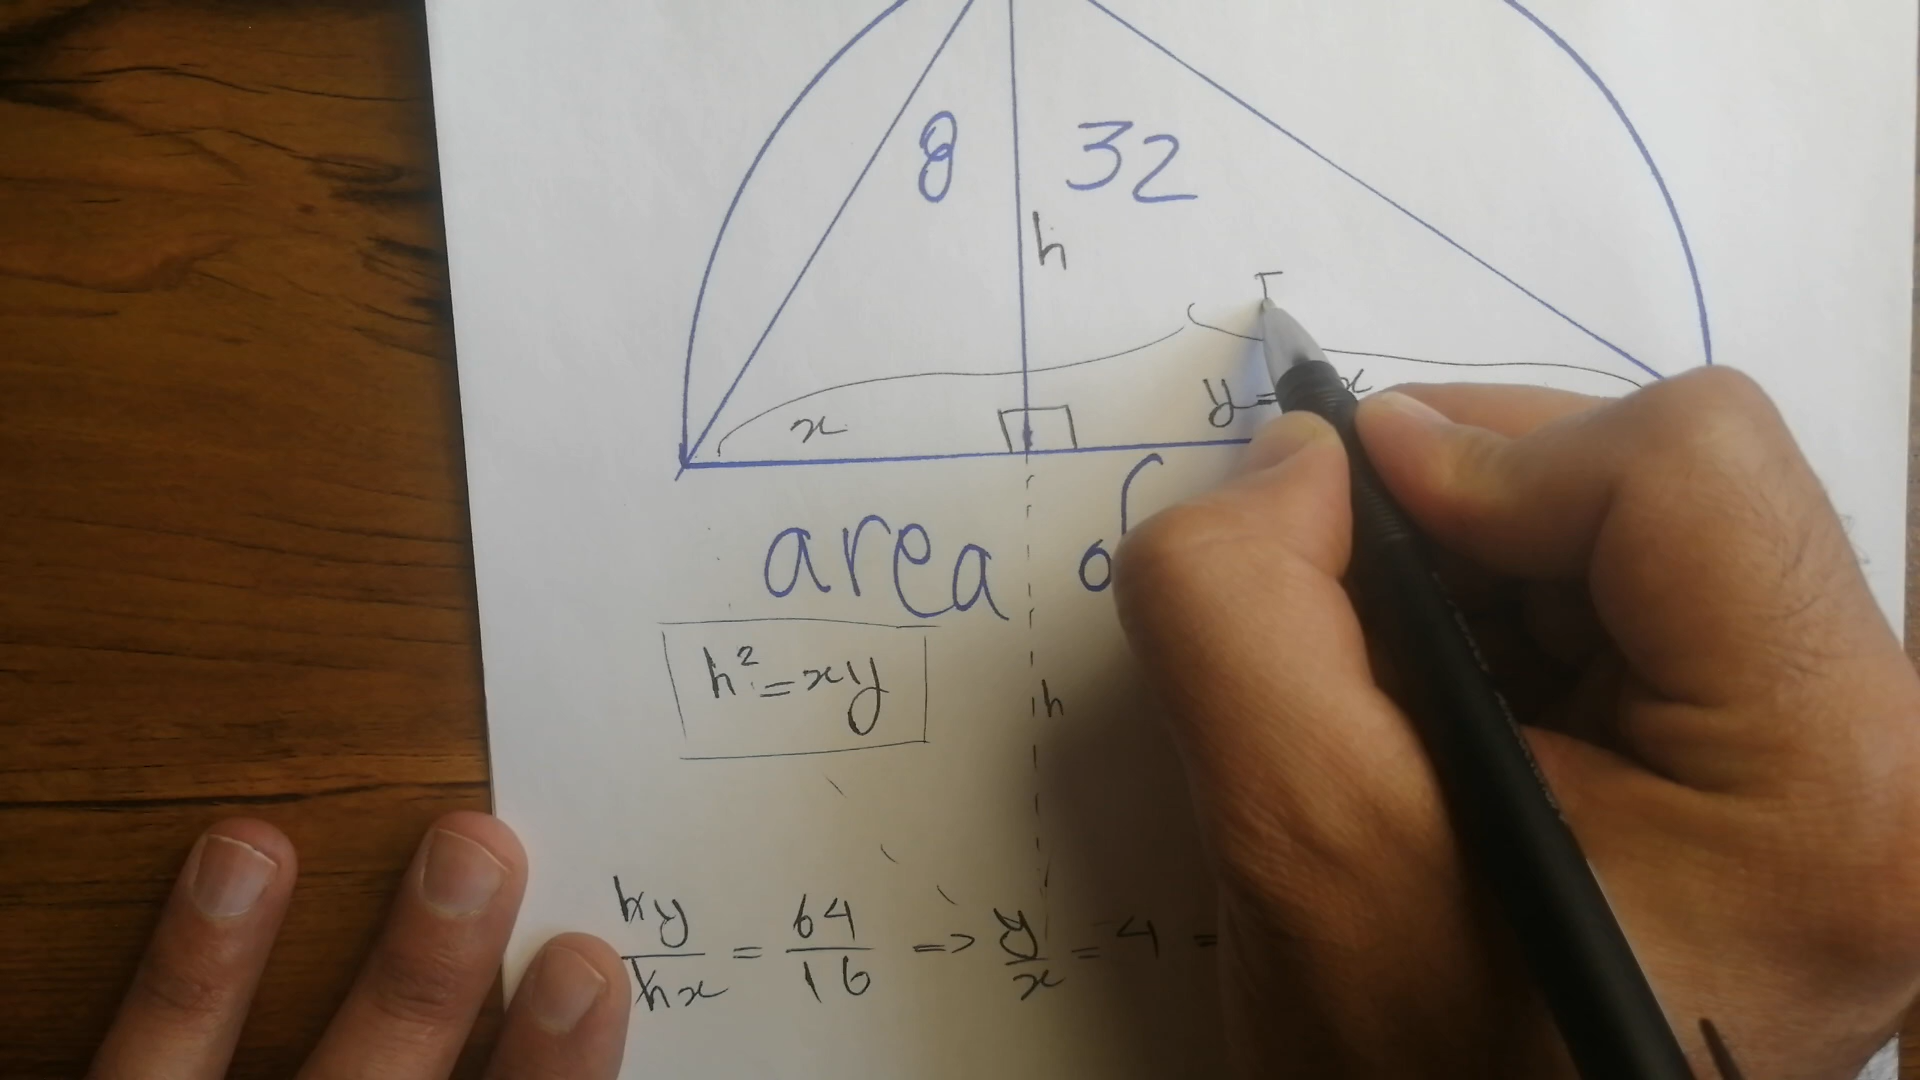 8 32
h
x y = x
area of
h² = xy
h
hy/hx = 64/16 => y/x = 4 =